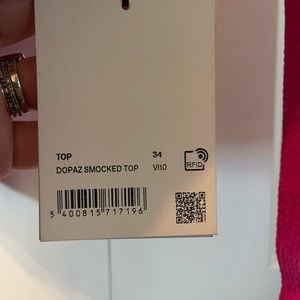 TOP 34
DOPAZ SMOCKED TOP VI10
RFID
5 400815 717196